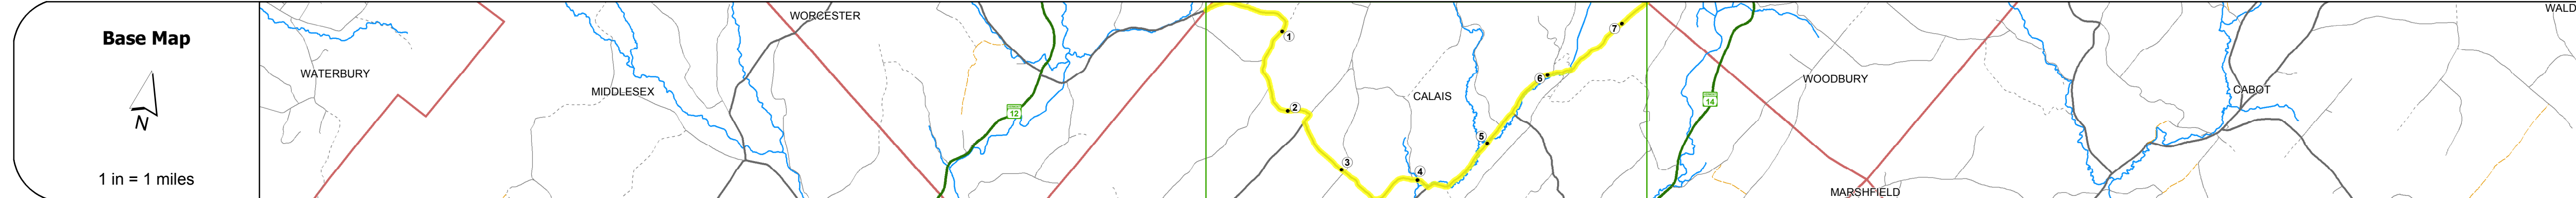 Base Map
N
1 in = 1 miles
WATERBURY
MIDDLESEX
WORCESTER
12
1
2
3
CALAIS
4
5
6
7
14
WOODBURY
MARSHFIELD
CABOT
WALD